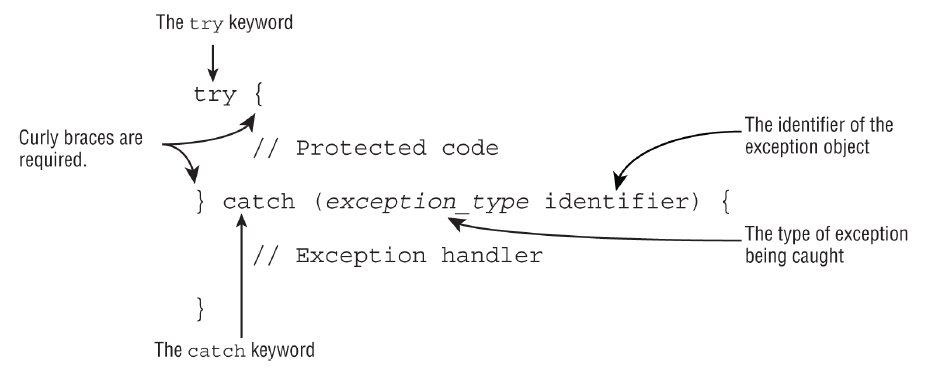 The try keyword
try {
Curly braces are
required.
// Protected code
The identifier of the
exception object
} catch (exception_type identifier) {
The type of exception
being caught
// Exception handler
}
The catch keyword